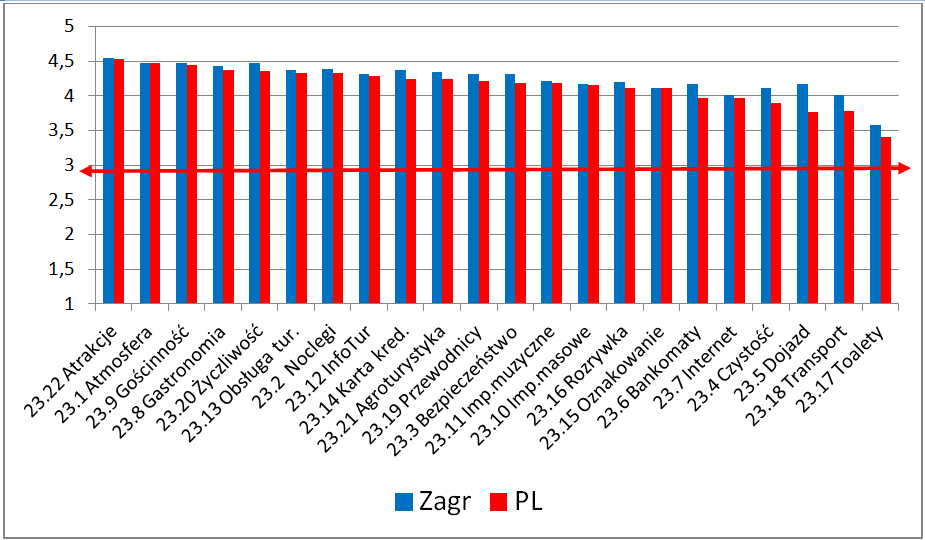 5
4,5
4
3,5
3
2,5
2
1,5
1
23.22 Atrakcje
23.1 Atmosfera
23.9 Gościnność
23.8 Gastronomia
23.20 Życzliwość
23.13 Obsługa tur.
23.2  Noclegi
23.12 InfoTur
23.14 Karta kred.
23.21 Agroturystyka
23.19 Przewodnicy
23.3 Bezpieczeństwo
23.11 Imp.muzyczne
23.10 Imp.masowe
23.16 Rozrywka
23.15 Oznakowanie
23.6 Bankomaty
23.7 Internet
23.4 Czystość
23.5 Dojazd
23.18 Transport
23.17 Toalety
Zagr PL